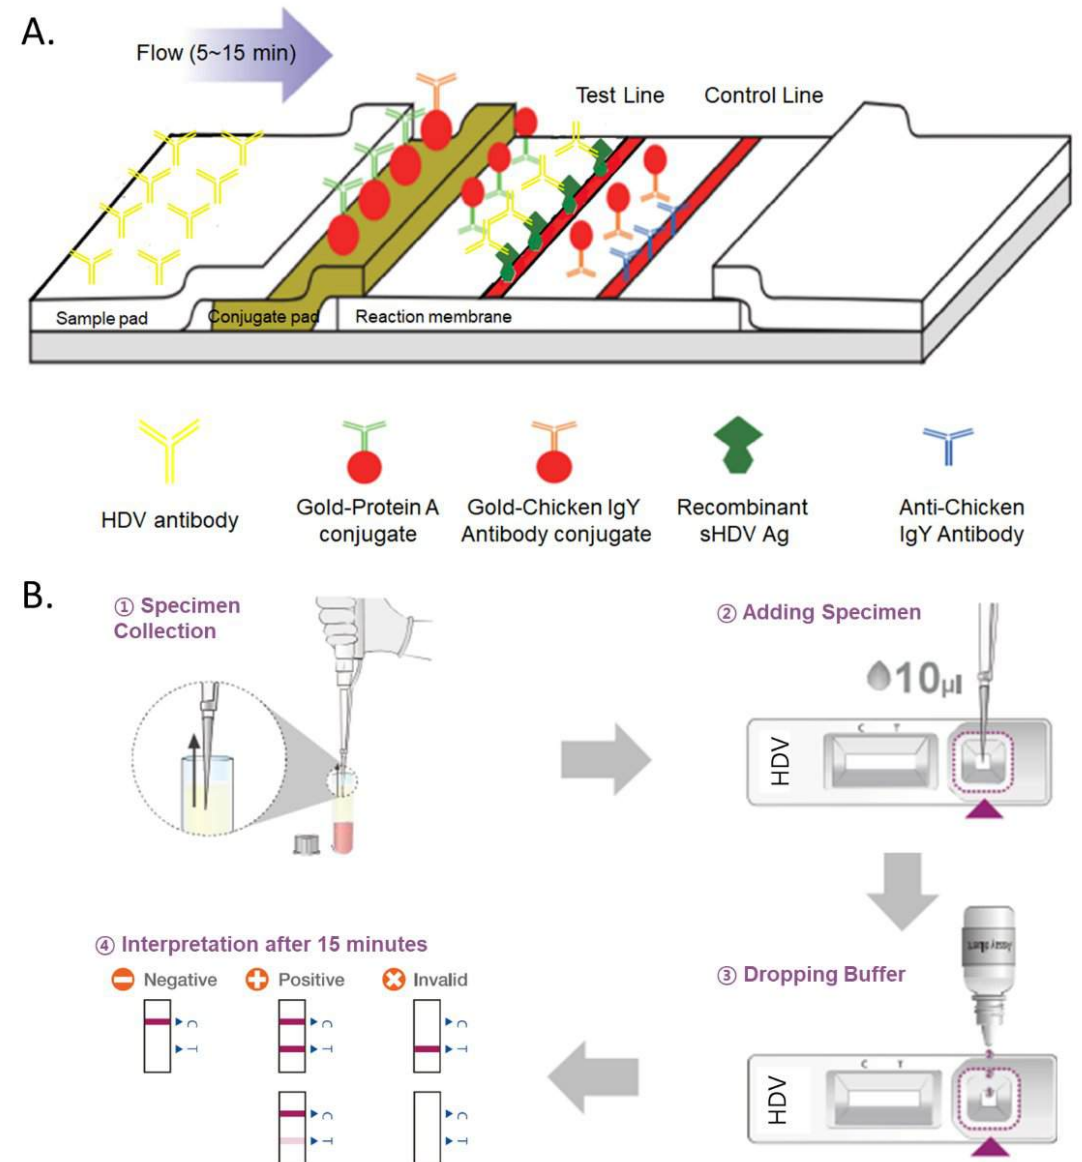 A.
Flow (5~15 min)
Test Line
Control Line
Sample pad
Conjugate pad
Reaction membrane
HDV antibody
Gold-Protein A
conjugate
Gold-Chicken IgY
Antibody conjugate
Recombinant
sHDV Ag
Anti-Chicken
IgY Antibody
B.
① Specimen
Collection
② Adding Specimen
10μl
C T
HDV
③ Dropping Buffer
C T
HDV
④ Interpretation after 15 minutes
Negative
Positive
Invalid
C
T
C
T
C
T
C
T
C
T